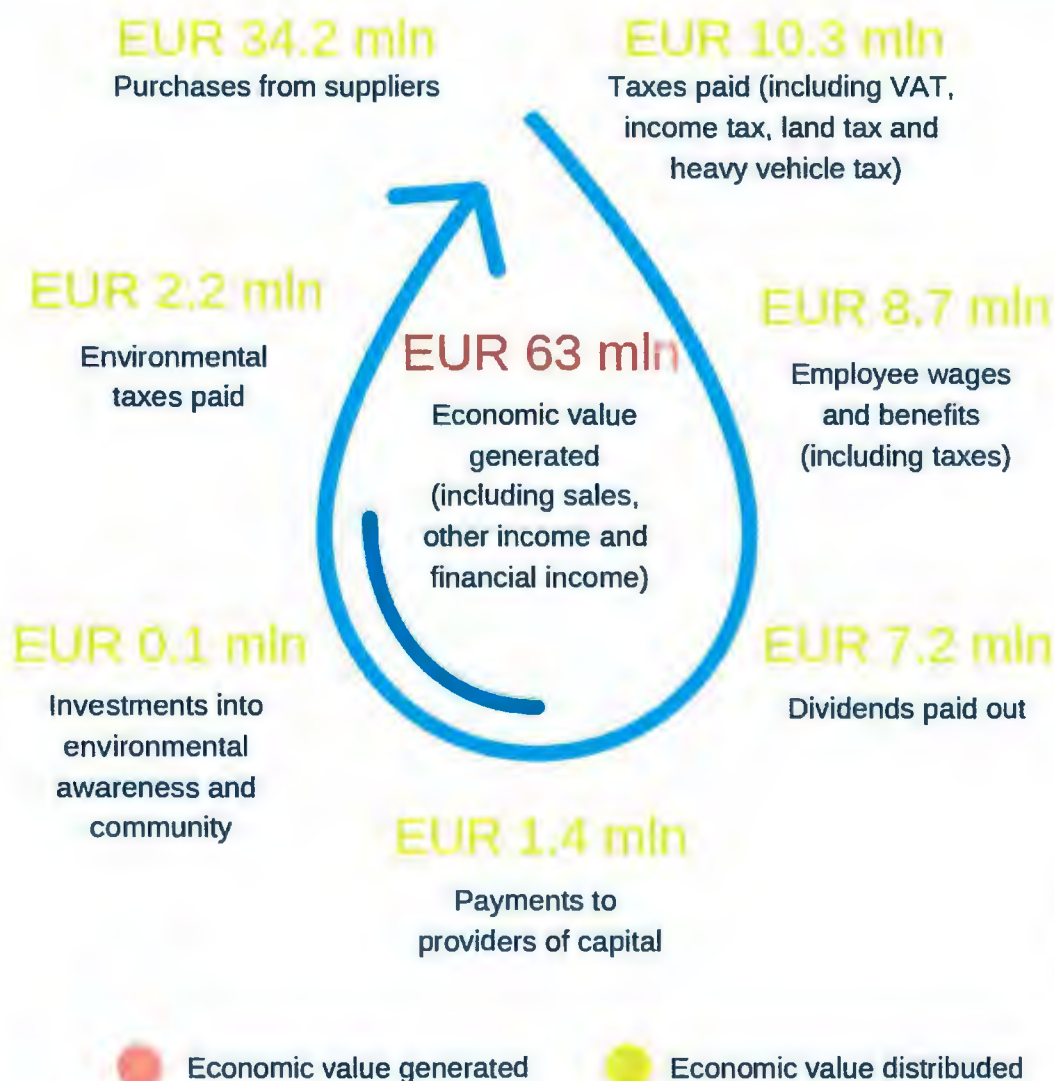 EUR 34.2 mln
Purchases from suppliers
EUR 10.3 mln
Taxes paid (including VAT,
income tax, land tax and
heavy vehicle tax)
EUR 2.2 mln
Environmental
taxes paid
EUR 63 mln
Economic value
generated
(including sales,
other income and
financial income)
EUR 8.7 mln
Employee wages
and benefits
(including taxes)
EUR 0.1 mln
Investments into
environmental
awareness and
community
EUR 7.2 mln
Dividends paid out
EUR 1.4 mln
Payments to
providers of capital
Economic value generated
Economic value distribuded